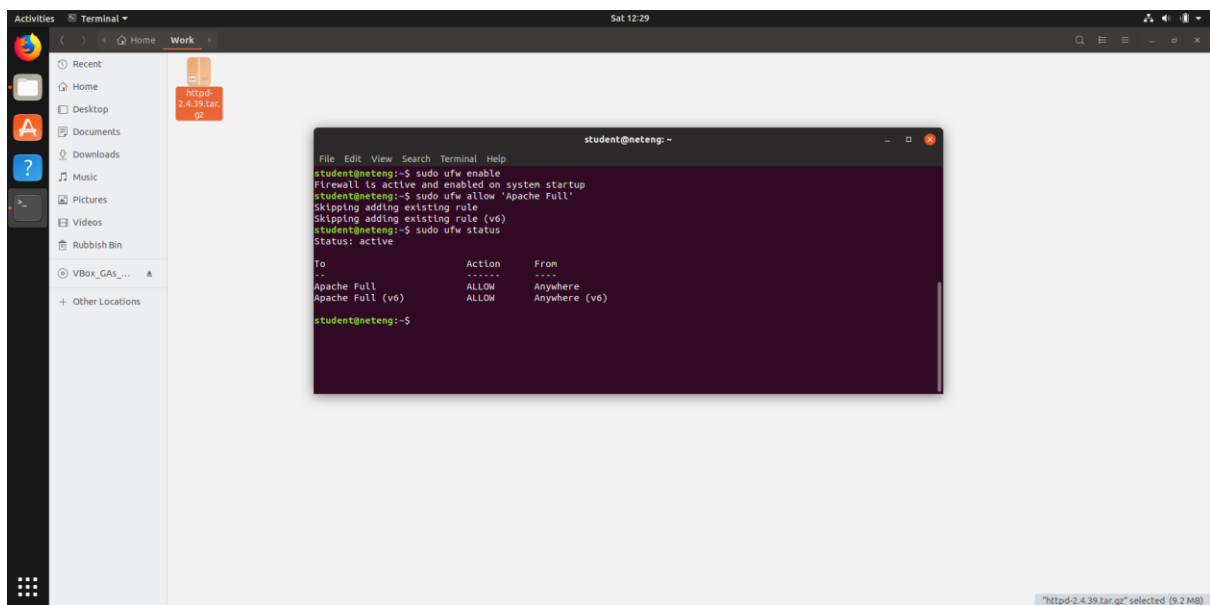 Activities
Terminal
Sat 12:29
Home
Work
Recent
Home
Desktop
Documents
Downloads
Music
Pictures
Videos
Rubbish Bin
VBox_GAs_...
+ Other Locations
httpd-
2.4.39.tar.
gz
student@neteng: ~
File Edit View Search Terminal Help
student@neteng:~$ sudo ufw enable
Firewall is active and enabled on system startup
student@neteng:~$ sudo ufw allow 'Apache Full'
Skipping adding existing rule
Skipping adding existing rule (v6)
student@neteng:~$ sudo ufw status
Status: active
To Action From
-- ------ ----
Apache Full ALLOW Anywhere
Apache Full (v6) ALLOW Anywhere (v6)
student@neteng:~$
"httpd-2.4.39.tar.gz" selected (9.2 MB)